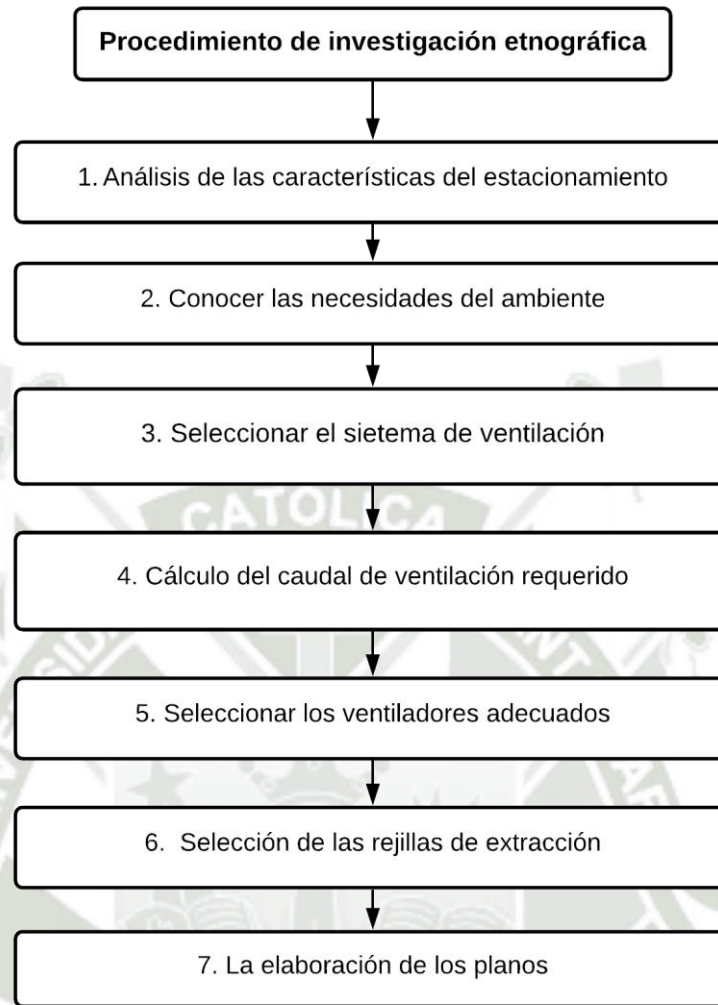 Procedimiento de investigación etnográfica
1. Análisis de las características del estacionamiento
2. Conocer las necesidades del ambiente
3. Seleccionar el sietema de ventilación
CATOLICA
4. Cálculo del caudal de ventilación requerido
5. Seleccionar los ventiladores adecuados
6. Selección de las rejillas de extracción
7. La elaboración de los planos